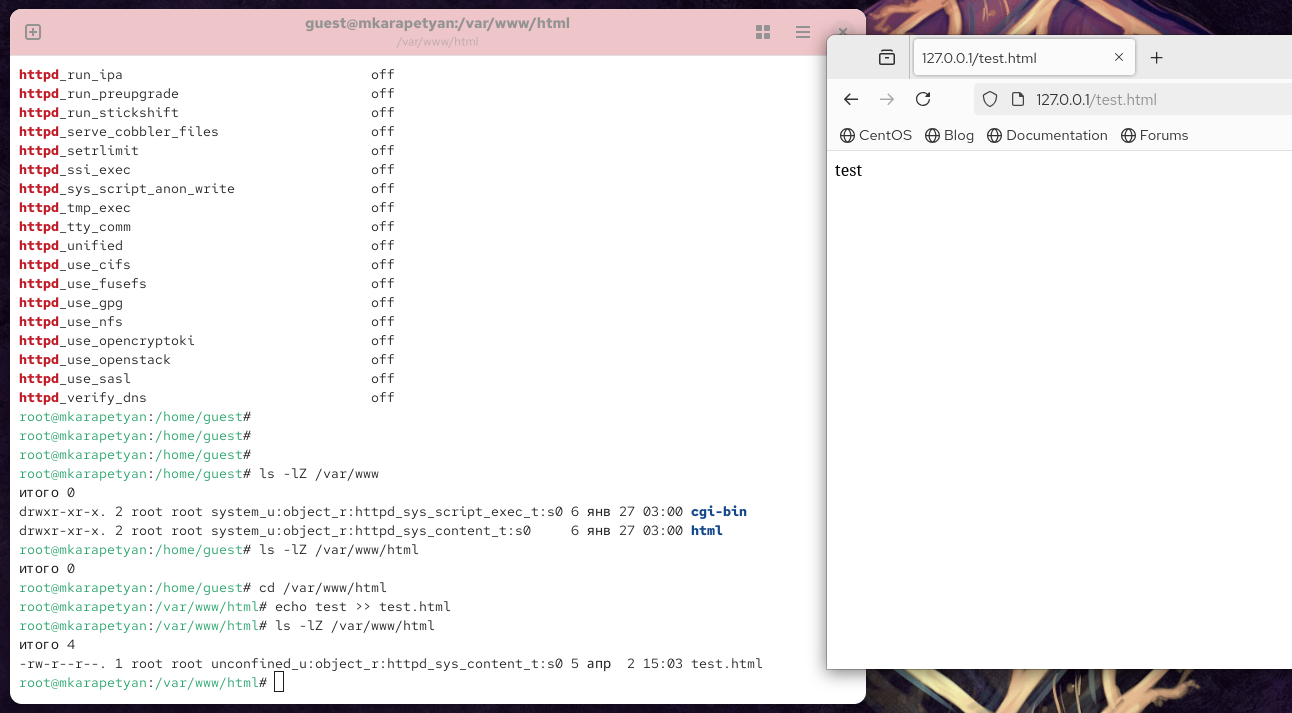 guest@mkarapetyan:/var/www/html
/var/www/html
httpd_run_ipa off
httpd_run_preupgrade off
httpd_run_stickshift off
httpd_serve_cobbler_files off
httpd_setrlimit off
httpd_ssi_exec off
httpd_sys_script_anon_write off
httpd_tmp_exec off
httpd_tty_comm off
httpd_unified off
httpd_use_cifs off
httpd_use_fusefs off
httpd_use_gpg off
httpd_use_nfs off
httpd_use_opencryptoki off
httpd_use_openstack off
httpd_use_sasl off
httpd_verify_dns off
root@mkarapetyan:/home/guest#
root@mkarapetyan:/home/guest#
root@mkarapetyan:/home/guest#
root@mkarapetyan:/home/guest# ls -lZ /var/www
итого 0
drwxr-xr-x. 2 root root system_u:object_r:httpd_sys_script_exec_t:s0 6 янв 27 03:00 cgi-bin
drwxr-xr-x. 2 root root system_u:object_r:httpd_sys_content_t:s0 6 янв 27 03:00 html
root@mkarapetyan:/home/guest# ls -lZ /var/www/html
итого 0
root@mkarapetyan:/home/guest# cd /var/www/html
root@mkarapetyan:/var/www/html# echo test >> test.html
root@mkarapetyan:/var/www/html# ls -lZ /var/www/html
итого 4
-rw-r--r--. 1 root root unconfined_u:object_r:httpd_sys_content_t:s0 5 апр 2 15:03 test.html
root@mkarapetyan:/var/www/html#
127.0.0.1/test.html
127.0.0.1/test.html
CentOS Blog Documentation Forums
test